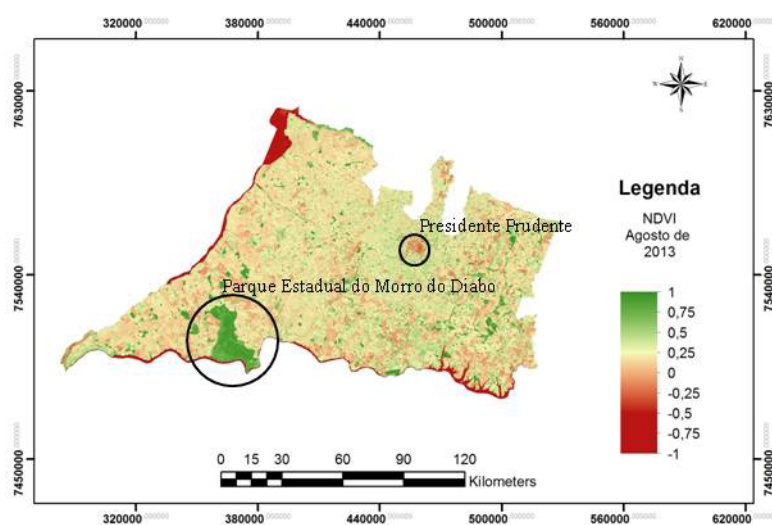 320000 380000 440000 500000 560000 620000
7630000
7630000
Legenda
NDVI
Agosto de
2013
Presidente Prudente
7540000
Parque Estadual do Morro do Diabo
7540000
1
0,75
0,5
0,25
0
-0,25
-0,5
-0,75
-1
0 15 30 60 90 120
Kilometers
7450000
7450000
320000 380000 440000 500000 560000 620000